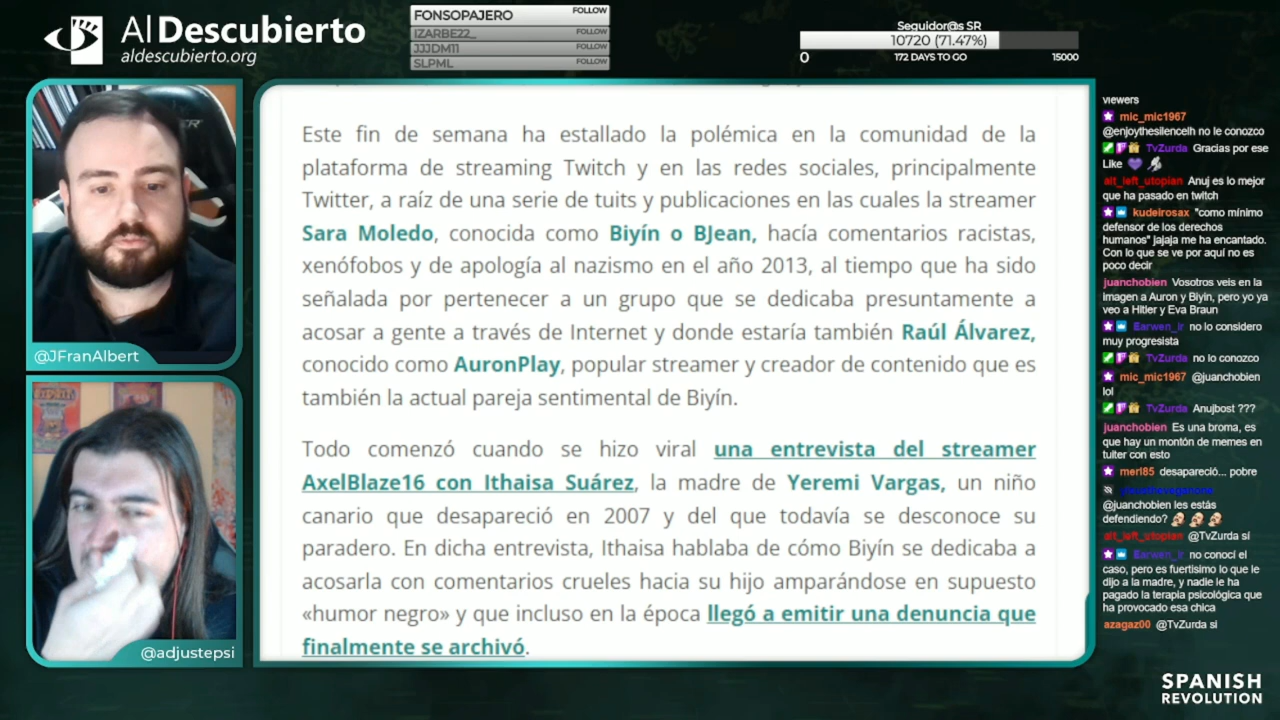 Al Descubierto
aldescubierto.org
FONSOPAJERO FOLLOW
IZARBE22_ FOLLOW
JJJDM11 FOLLOW
SLPML FOLLOW
Seguidor@s SR
10720 (71.47%)
0 172 DAYS TO GO 15000
@JFranAlbert
@adjustepsi
Este fin de semana ha estallado la polémica en la comunidad de la
plataforma de streaming Twitch y en las redes sociales, principalmente
Twitter, a raíz de una serie de tuits y publicaciones en las cuales la streamer
Sara Moledo, conocida como Biyín o BJean, hacía comentarios racistas,
xenófobos y de apología al nazismo en el año 2013, al tiempo que ha sido
señalada por pertenecer a un grupo que se dedicaba presuntamente a
acosar a gente a través de Internet y donde estaría también Raúl Álvarez,
conocido como AuronPlay, popular streamer y creador de contenido que es
también la actual pareja sentimental de Biyín.
Todo comenzó cuando se hizo viral una entrevista del streamer
AxelBlaze16 con Ithaisa Suárez, la madre de Yeremi Vargas, un niño
canario que desapareció en 2007 y del que todavía se desconoce su
paradero. En dicha entrevista, Ithaisa hablaba de cómo Biyín se dedicaba a
acosarla con comentarios crueles hacia su hijo amparándose en supuesto
«humor negro» y que incluso en la época llegó a emitir una denuncia que
finalmente se archivó.
viewers
mic_mic1967
@enjoythesilencelh no le conozco
TvZurda Gracias por ese
Like
alt_left_utopian Anuj es lo mejor
que ha pasado en twitch
kudeirosax "como mínimo
defensor de los derechos
humanos" jajaja me ha encantado.
Con lo que se ve por aquí no es
poco decir
juanchobien Vosotros veis en la
imagen a Auron y Biyin, pero yo ya
veo a Hitler y Eva Braun
Earwen_ir no lo considero
muy progresista
TvZurda no lo conozco
mic_mic1967 @juanchobien
lol
TvZurda Anujbost ???
juanchobien Es una broma, es
que hay un montón de memes en
tuiter con esto
merl85 desapareció... pobre
@juanchobien les estás
defendiendo?
alt_left_utopian @TvZurda sí
Earwen_ir no conocí el
caso, pero es fuertisimo lo que le
dijo a la madre, y nadie le ha
pagado la terapia psicológica que
ha provocado esa chica
azagaz00 @TvZurda si
SPANISH
REVOLUTION